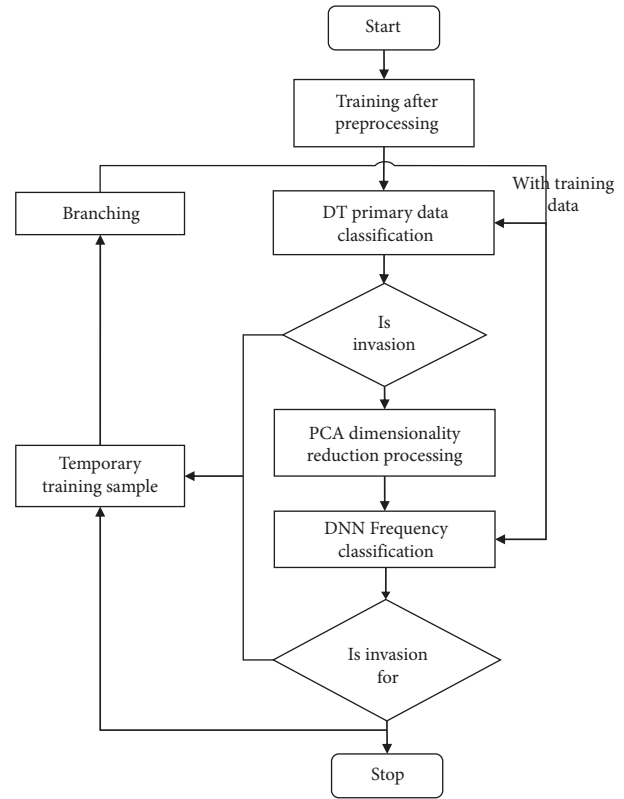 Start
Training after
preprocessing
With training
data
Branching
DT primary data
classification
Is
invasion
PCA dimensionality
reduction processing
Temporary
training sample
DNN Frequency
classification
Is invasion
for
Stop